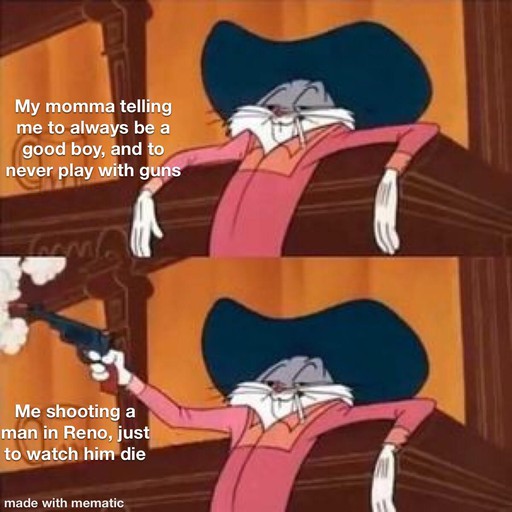 My momma telling
me to always be a
good boy, and to
never play with guns
Me shooting a
man in Reno, just
to watch him die
made with mematic